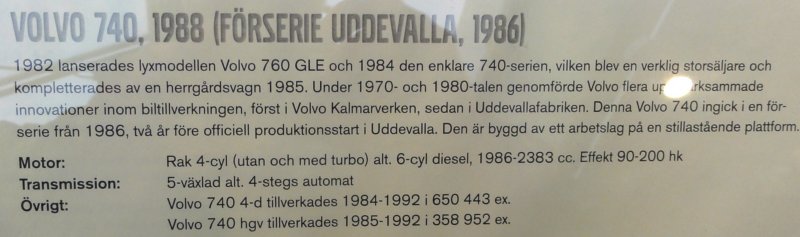 VOLVO 740, 1988 (FÖRSERIE UDDEVALLA, 1986)
1982 lanserades lyxmodellen Volvo 760 GLE och 1984 den enklare 740-serien, vilken blev en verklig storsäljare och
kompletterades av en herrgårdsvagn 1985. Under 1970- och 1980-talen genomförde Volvo flera
innovationer inom biltillverkningen, först i Volvo Kalmarverken, sedan i Uddevallafabriken. Denna Volvo 740 ingick i en för-
serie från 1986, två år före officiell produktionsstart i Uddevalla. Den är byggd av ett arbetslag på en stillastående plattform.
Motor: Rak 4-cyl (utan och med turbo) alt. 6-cyl diesel, 1986-2383 cc. Effekt 90-200 hk
Transmission: 5-växlad alt. 4-stegs automat
Övrigt: Volvo 740 4-d tillverkades 1984-1992 i 650 443 ex.
Volvo 740 hgv tillverkades 1985-1992 i 358 952 ex.